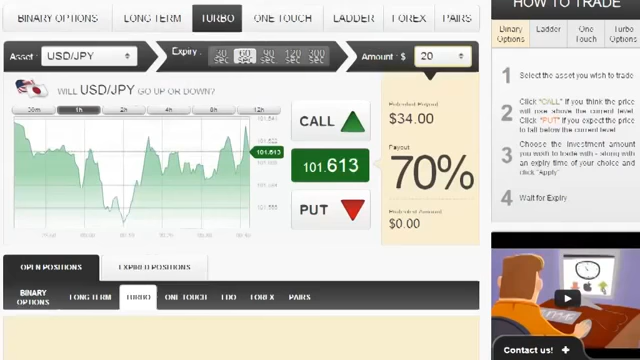 BINARY OPTIONS LONG TERM TURBO ONE TOUCH LADDER FOREX PAIRS
Asset: USD/JPY Expiry: 30 sec 60 sec 90 sec 120 sec 300 sec Amount: $ 20
WILL USD/JPY GO UP OR DOWN?
30m 1h 2h 4h 8h 12h
101.613
CALL
101.613
PUT
$34.00
Payout
70%
$0.00
OPEN POSITIONS EXPIRED POSITIONS
BINARY OPTIONS LONG TERM TURBO ONE TOUCH FOREX PAIRS
HOW TO TRADE
Binary Options Ladder One Touch Turbo Options
1 Select the asset you wish to trade
2 Click "CALL" if you think the price
will rise above the current level.
Click "PUT" if you expect the price
to fall below the current level.
3 Choose the investment amount
you wish to trade with - along with
an expiry time of your choice and
click "Apply"
4 Wait for Expiry
Contact us! +